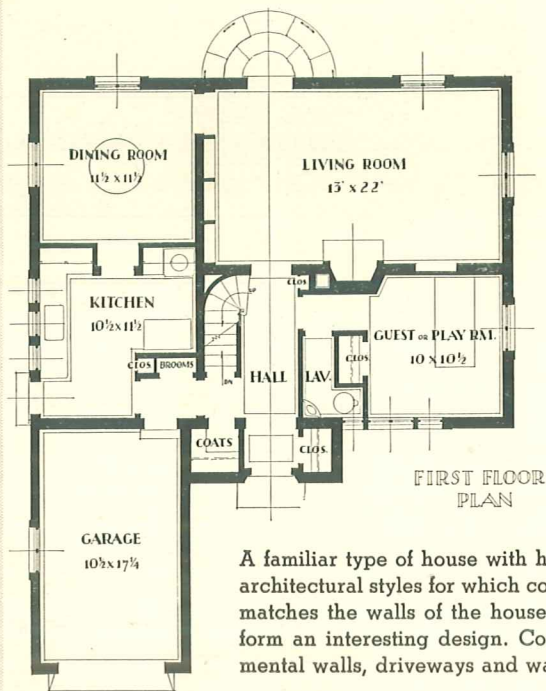 DINING ROOM
11½ x 11½
LIVING ROOM
13' x 22'
KITCHEN
10½ x 11½
CLOS.
BROOMS
DN
HALL
CLOS.
LAV.
CLOS.
GUEST OR PLAY RM.
10 x 10½
COATS
CLOS.
FIRST FLOOR
PLAN
GARAGE
10½ x 17¼
A familiar type of house with h
architectural styles for which co
matches the walls of the house
form an interesting design. Co
mental walls, driveways and wa